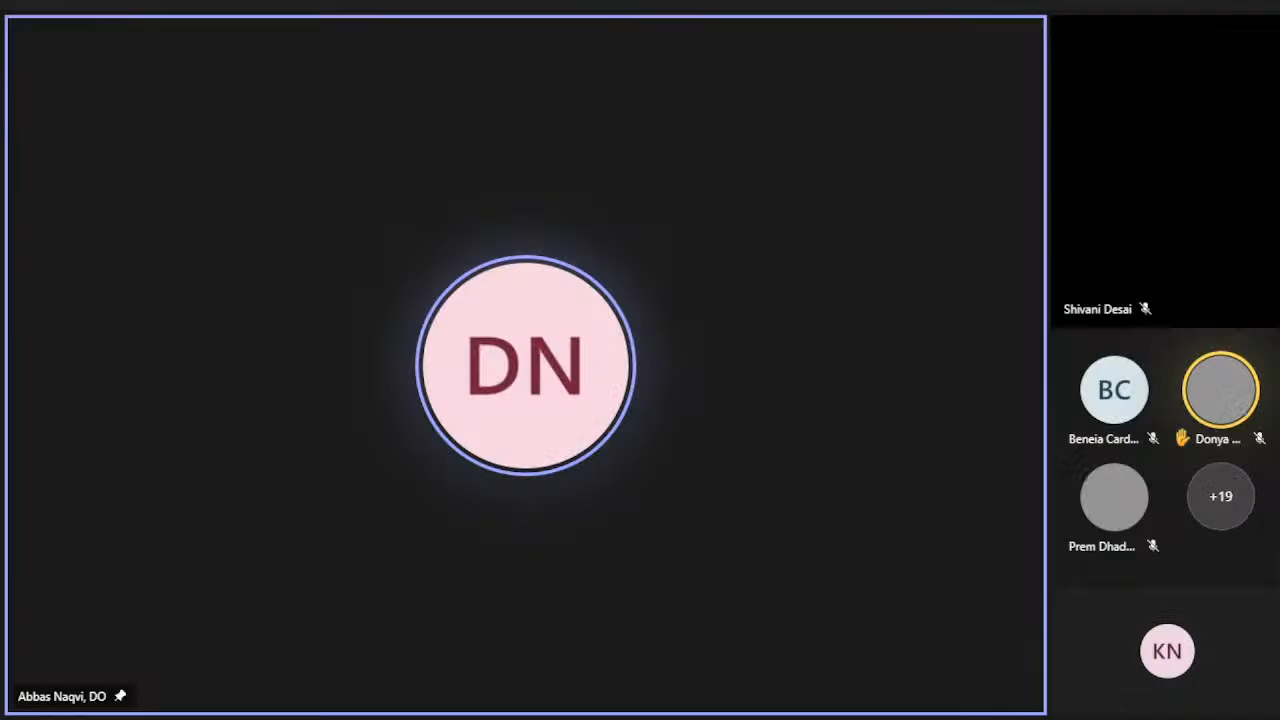 DN
Abbas Naqvi, DO
Shivani Desai
BC
Beneia Card...
Donya ...
Prem Dhad...
+19
KN